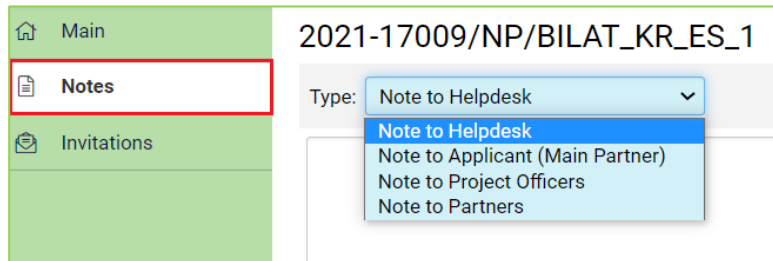 Main
Notes
Invitations
2021-17009/NP/BILAT_KR_ES_1
Type: Note to Helpdesk
Note to Helpdesk
Note to Applicant (Main Partner)
Note to Project Officers
Note to Partners